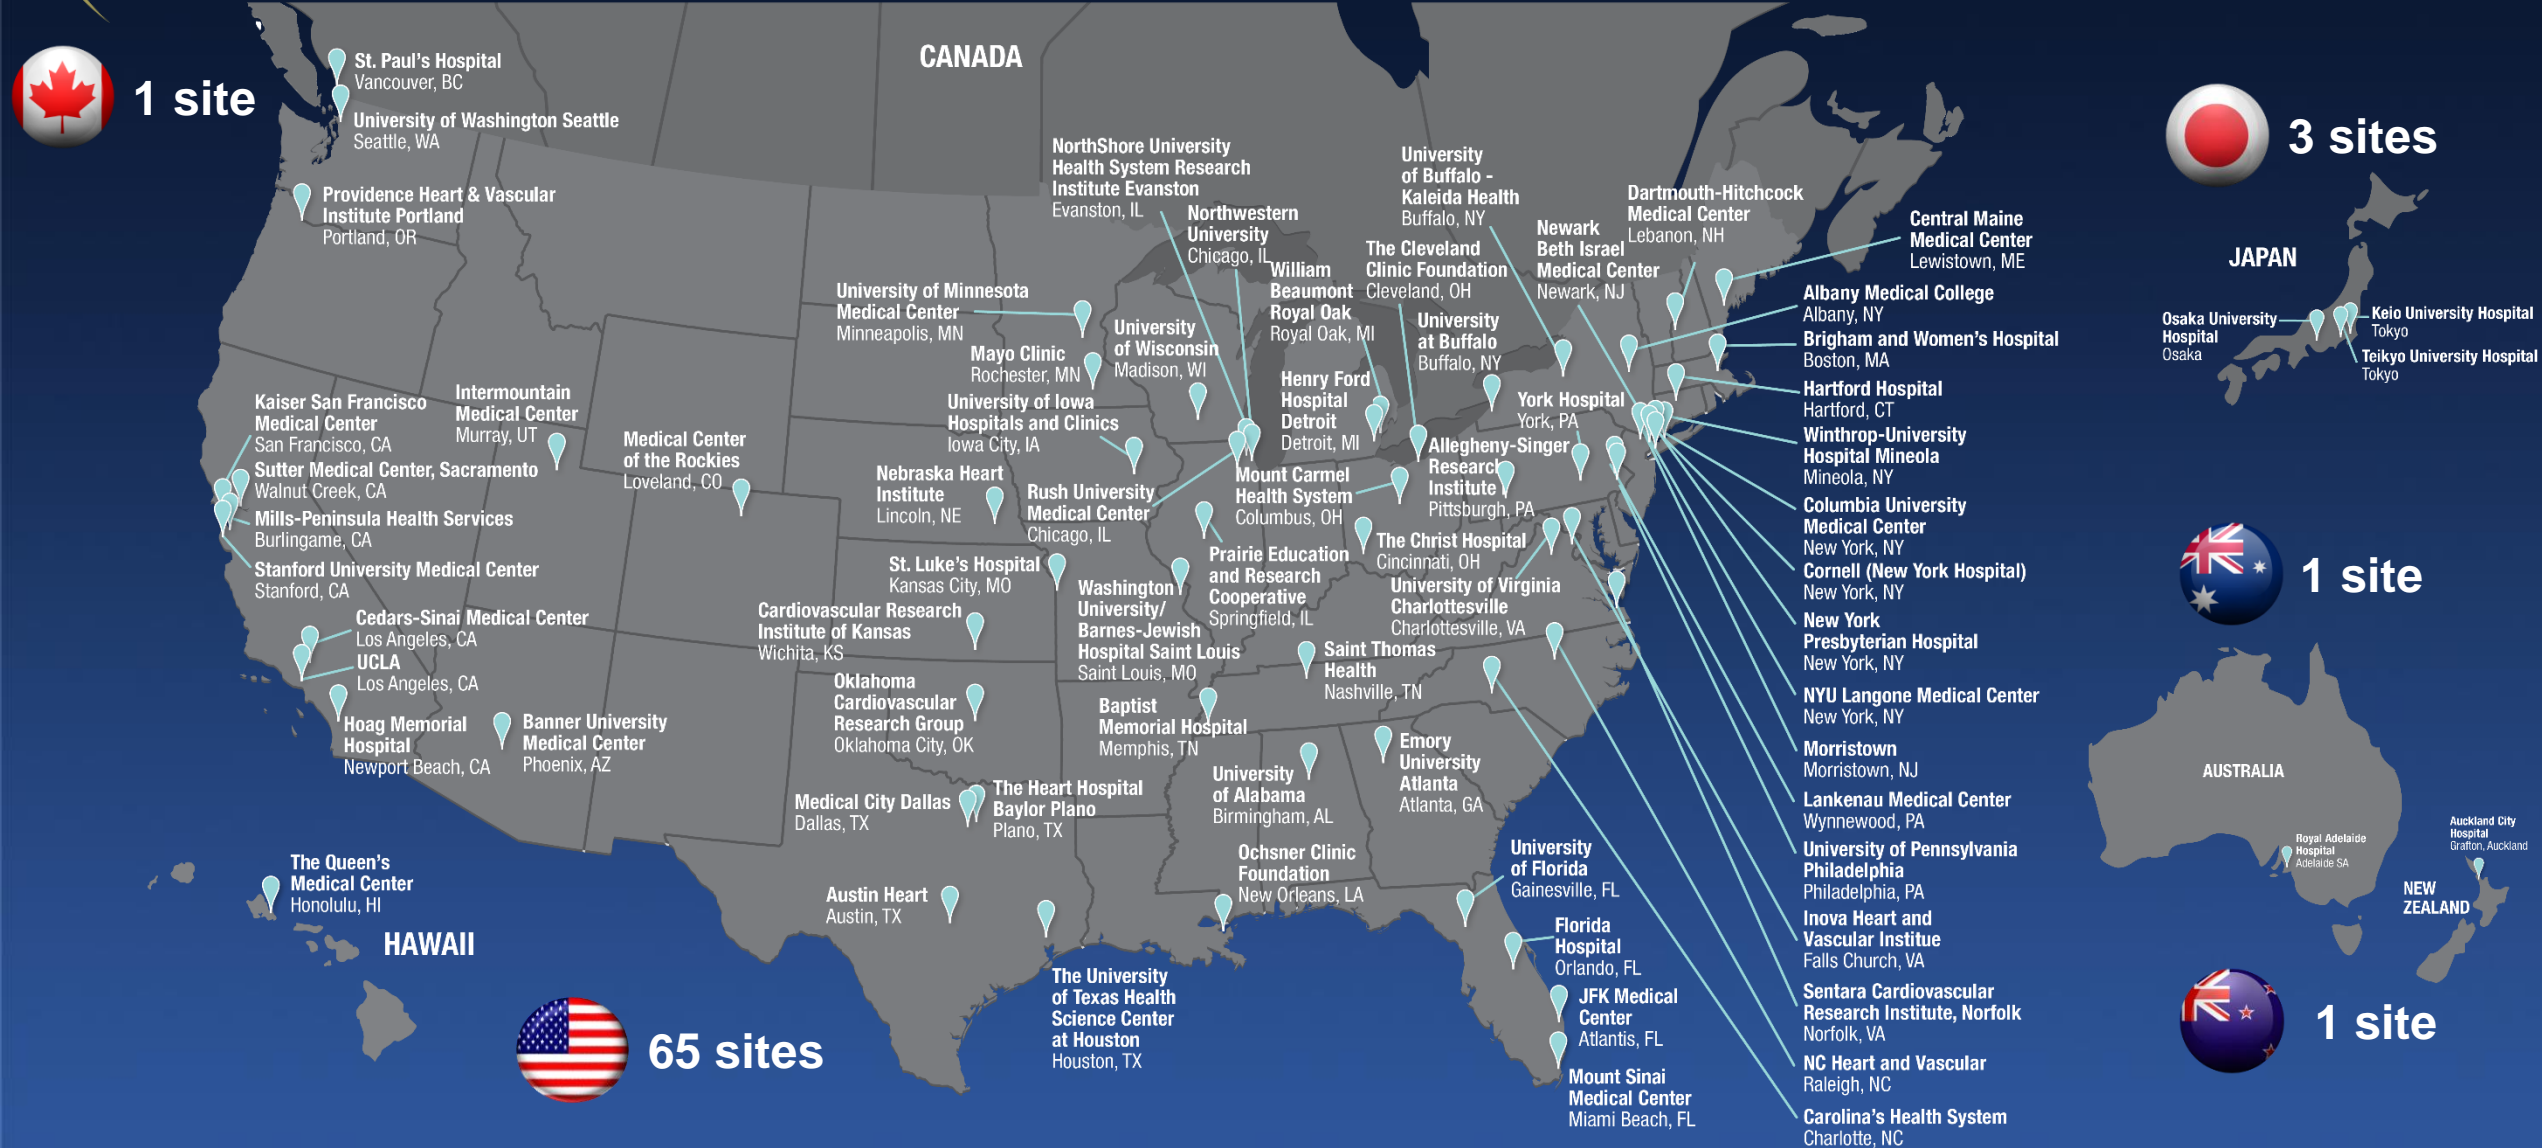 CANADA
1 site
St. Paul's Hospital
Vancouver, BC
University of Washington Seattle
Seattle, WA
Providence Heart & Vascular
Institute Portland
Portland, OR
Kaiser San Francisco
Medical Center
San Francisco, CA
Sutter Medical Center, Sacramento
Walnut Creek, CA
Mills-Peninsula Health Services
Burlingame, CA
Stanford University Medical Center
Stanford, CA
Cedars-Sinai Medical Center
Los Angeles, CA
UCLA
Los Angeles, CA
Hoag Memorial
Hospital
Newport Beach, CA
Banner University
Medical Center
Phoenix, AZ
Intermountain
Medical Center
Murray, UT
Medical Center
of the Rockies
Loveland, CO
University of Minnesota
Medical Center
Minneapolis, MN
Mayo Clinic
Rochester, MN
University
of Wisconsin
Madison, WI
University of Iowa
Hospitals and Clinics
Iowa City, IA
Nebraska Heart
Institute
Lincoln, NE
Rush University
Medical Center
Chicago, IL
St. Luke's Hospital
Kansas City, MO
Cardiovascular Research
Institute of Kansas
Wichita, KS
Washington
University/
Barnes-Jewish
Hospital Saint Louis
Saint Louis, MO
Prairie Education
and Research
Cooperative
Springfield, IL
Oklahoma
Cardiovascular
Research Group
Oklahoma City, OK
Baptist
Memorial Hospital
Memphis, TN
Saint Thomas
Health
Nashville, TN
Medical City Dallas
Dallas, TX
The Heart Hospital
Baylor Plano
Plano, TX
Austin Heart
Austin, TX
The University
of Texas Health
Science Center
at Houston
Houston, TX
University
of Alabama
Birmingham, AL
Emory
University
Atlanta
Atlanta, GA
Ochsner Clinic
Foundation
New Orleans, LA
University
of Florida
Gainesville, FL
Florida
Hospital
Orlando, FL
JFK Medical
Center
Atlantis, FL
Mount Sinai
Medical Center
Miami Beach, FL
NorthShore University
Health System Research
Institute Evanston
Evanston, IL
Northwestern
University
Chicago, IL
William
Beaumont
Royal Oak
Royal Oak, MI
Henry Ford
Hospital
Detroit
Detroit, MI
The Cleveland
Clinic Foundation
Cleveland, OH
University
of Buffalo -
Kaleida Health
Buffalo, NY
University
at Buffalo
Buffalo, NY
Newark
Beth Israel
Medical Center
Newark, NJ
Dartmouth-Hitchcock
Medical Center
Lebanon, NH
York Hospital
York, PA
Allegheny-Singer
Research
Institute
Pittsburgh, PA
Mount Carmel
Health System
Columbus, OH
The Christ Hospital
Cincinnati, OH
University of Virginia
Charlottesville
Charlottesville, VA
Central Maine
Medical Center
Lewistown, ME
Albany Medical College
Albany, NY
Brigham and Women's Hospital
Boston, MA
Hartford Hospital
Hartford, CT
Winthrop-University
Hospital Mineola
Mineola, NY
Columbia University
Medical Center
New York, NY
Cornell (New York Hospital)
New York, NY
New York
Presbyterian Hospital
New York, NY
NYU Langone Medical Center
New York, NY
Morristown
Morristown, NJ
Lankenau Medical Center
Wynnewood, PA
University of Pennsylvania
Philadelphia
Philadelphia, PA
Inova Heart and
Vascular Institue
Falls Church, VA
Sentara Cardiovascular
Research Institute, Norfolk
Norfolk, VA
NC Heart and Vascular
Raleigh, NC
Carolina's Health System
Charlotte, NC
The Queen's
Medical Center
Honolulu, HI
HAWAII
65 sites
3 sites
JAPAN
Osaka University
Hospital
Osaka
Keio University Hospital
Tokyo
Teikyo University Hospital
Tokyo
1 site
AUSTRALIA
Royal Adelaide
Hospital
Adelaide SA
Auckland City
Hospital
Grafton, Auckland
NEW
ZEALAND
1 site